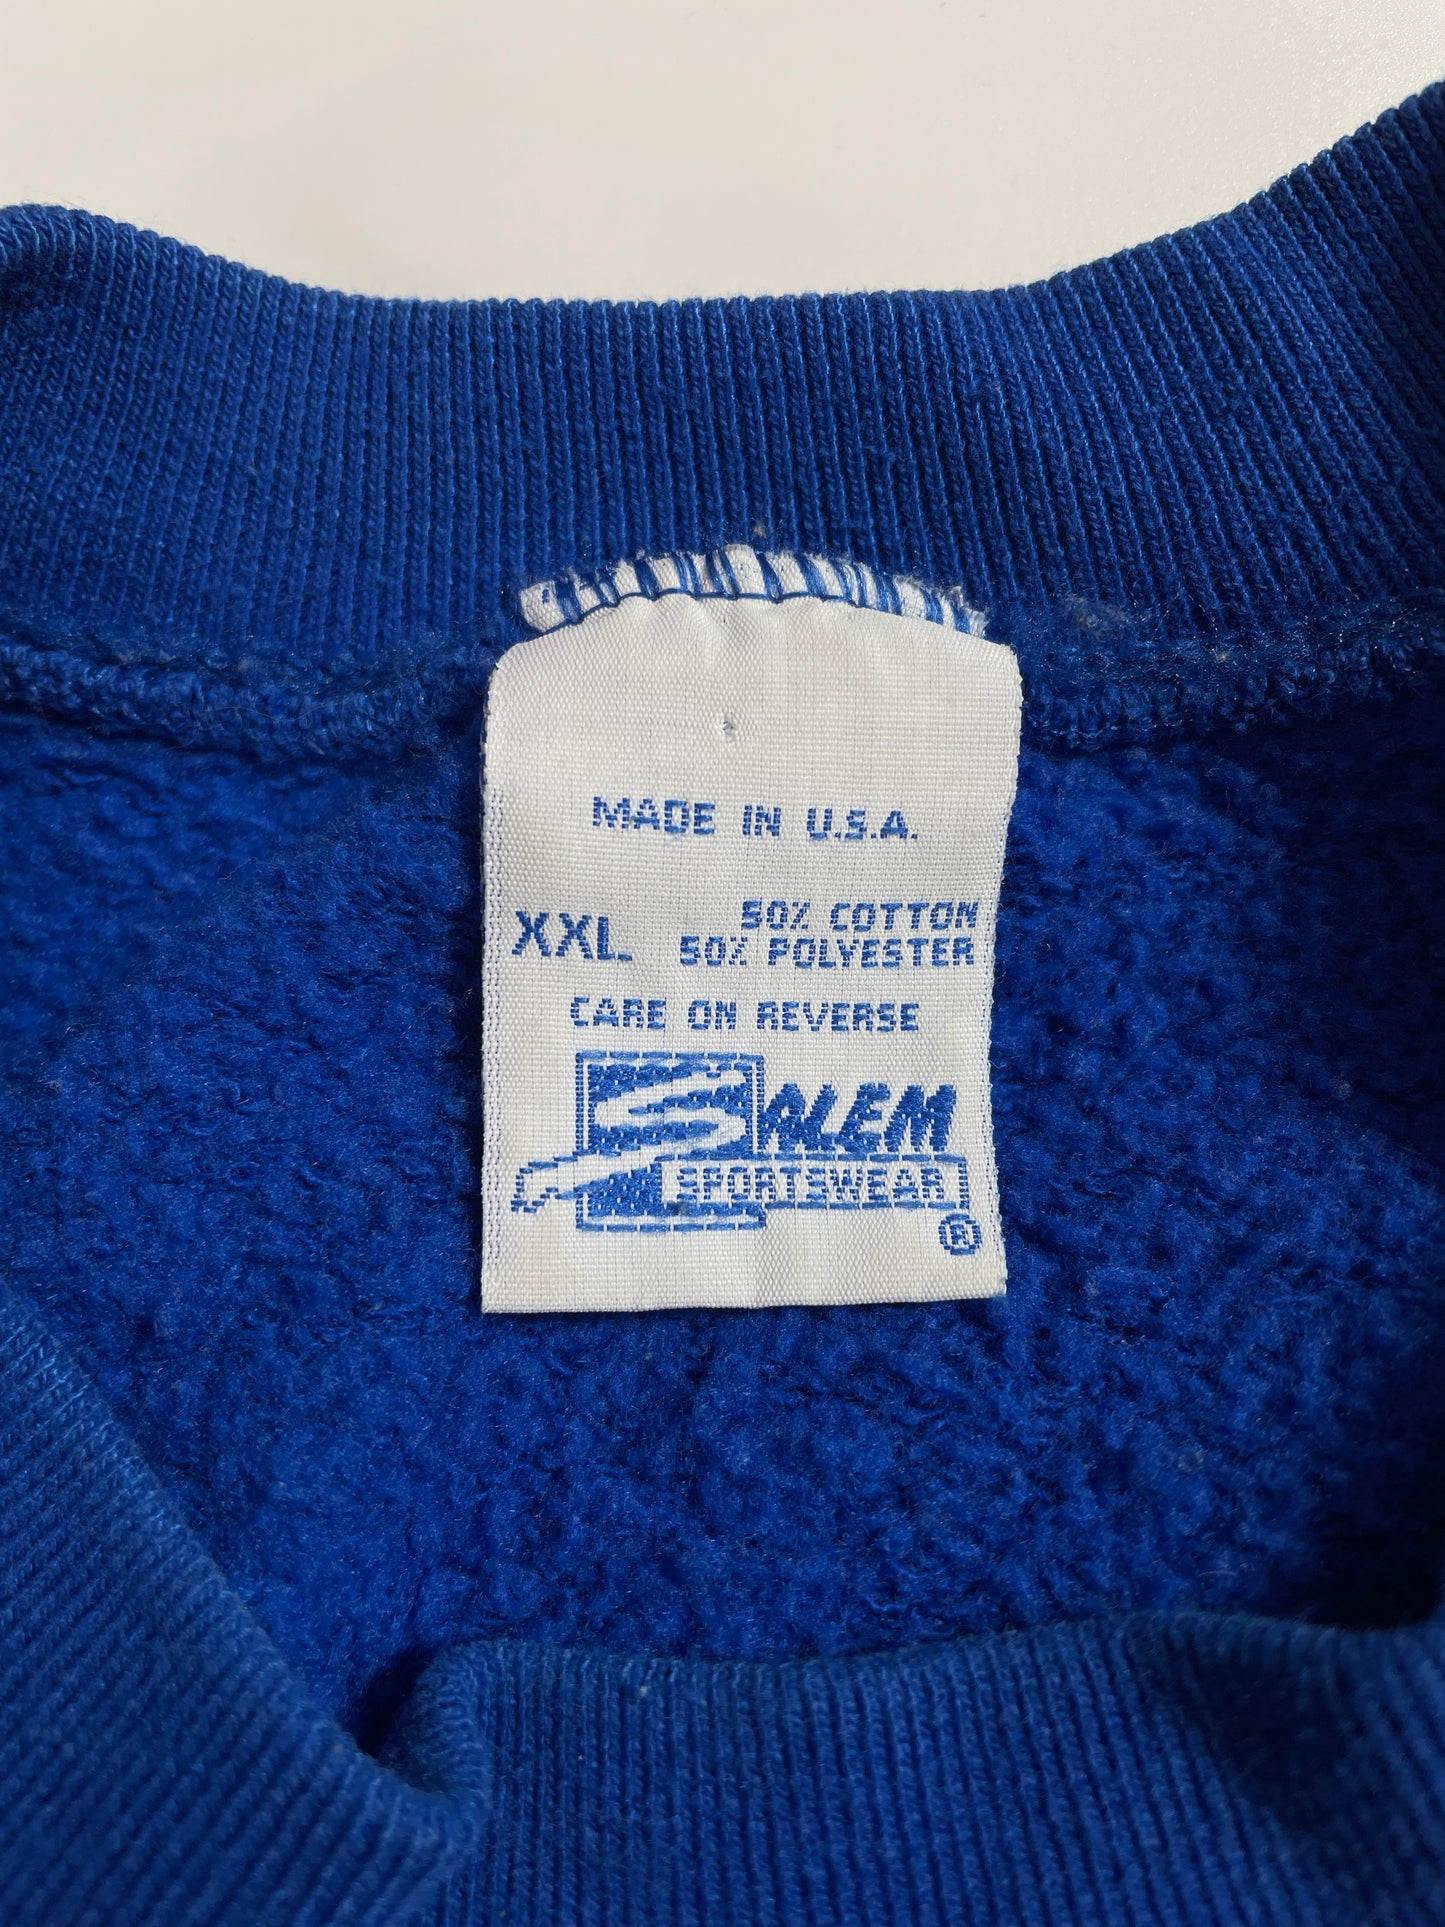 MADE IN U.S.A.
XXL 50% COTTON
50% POLYESTER
CARE ON REVERSE
SALEM
SPORTSWEAR
®